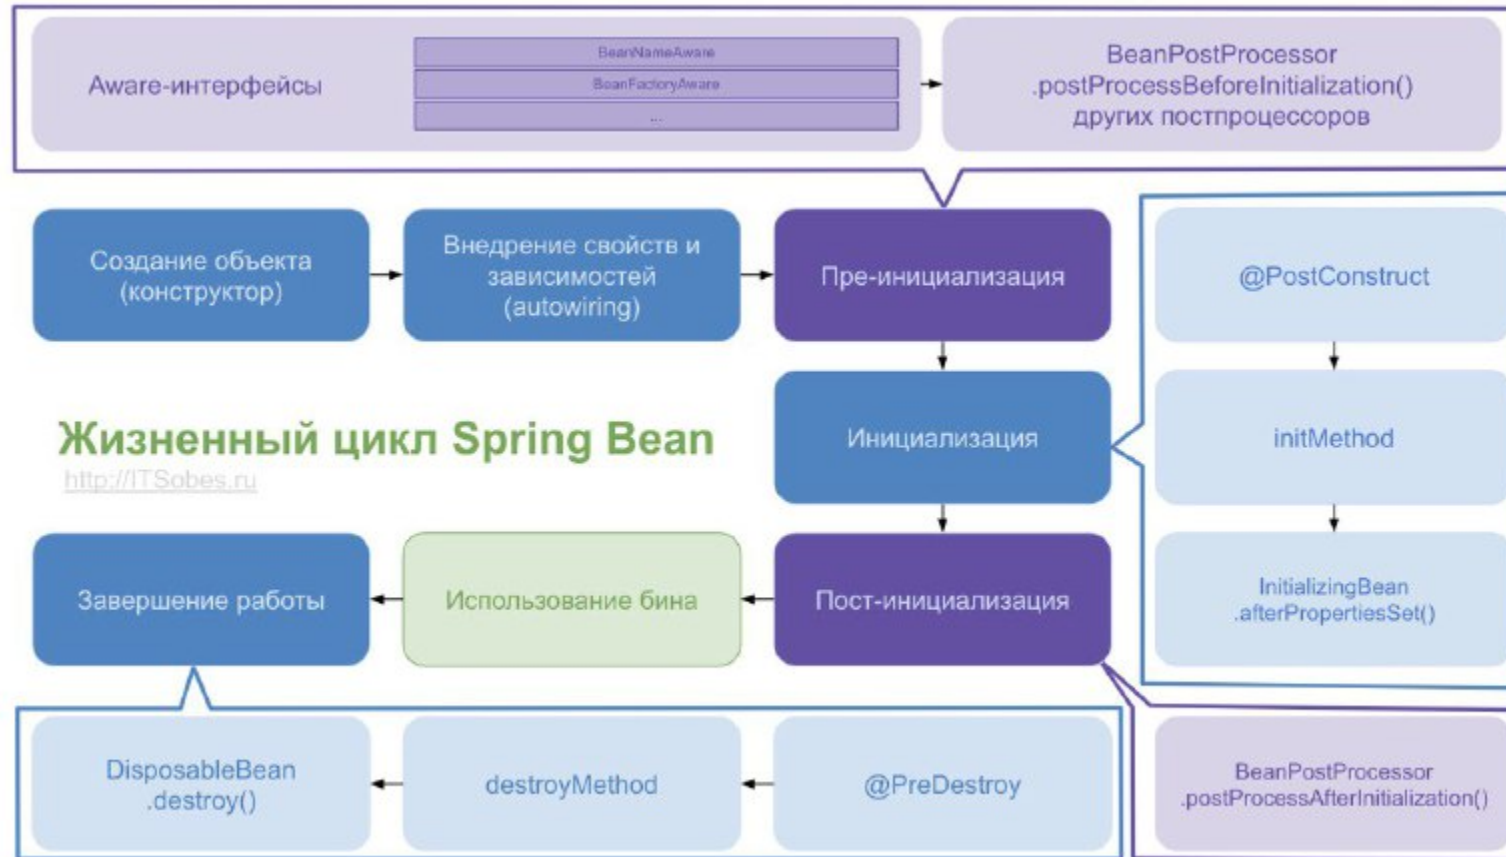 Aware-интерфейсы
BeanNameAware
BeanFactoryAware
...
BeanPostProcessor
.postProcessBeforeInitialization()
других постпроцессоров
Создание объекта
(конструктор)
Внедрение свойств и
зависимостей
(autowiring)
Пре-инициализация
@PostConstruct
Жизненный цикл Spring Bean
http://ITSobes.ru
Инициализация
initMethod
Завершение работы
Использование бина
Пост-инициализация
InitializingBean
.afterPropertiesSet()
DisposableBean
.destroy()
destroyMethod
@PreDestroy
BeanPostProcessor
.postProcessAfterInitialization()